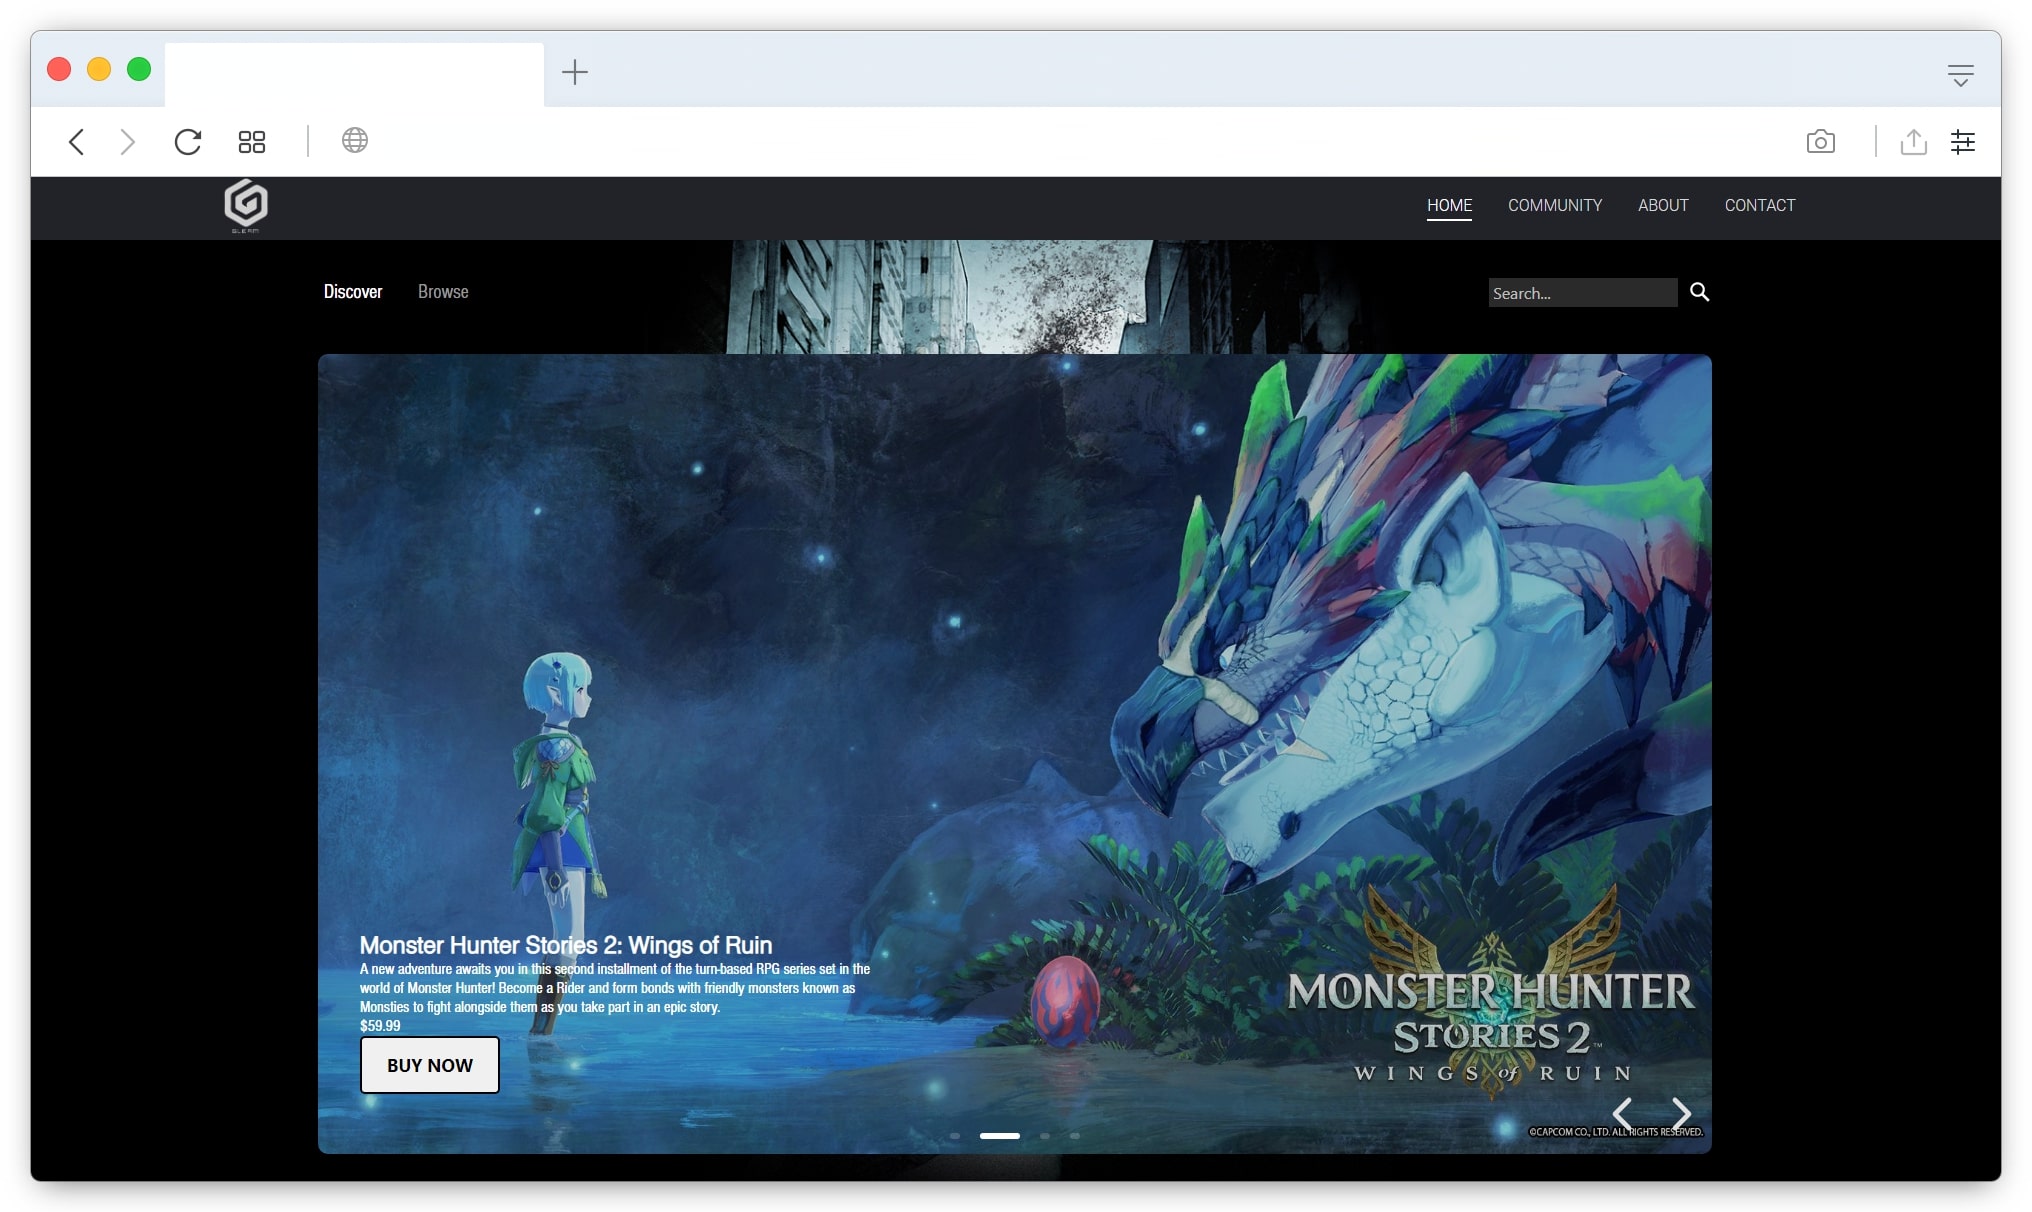 GLEAM
HOME COMMUNITY ABOUT CONTACT
Discover Browse
Search...
Monster Hunter Stories 2: Wings of Ruin
A new adventure awaits you in this second installment of the turn-based RPG series set in the
world of Monster Hunter! Become a Rider and form bonds with friendly monsters known as
Monsties to fight alongside them as you take part in an epic story.
$59.99
BUY NOW
MONSTER HUNTER
STORIES 2™
WINGS of RUIN
©CAPCOM CO., LTD. ALL RIGHTS RESERVED.